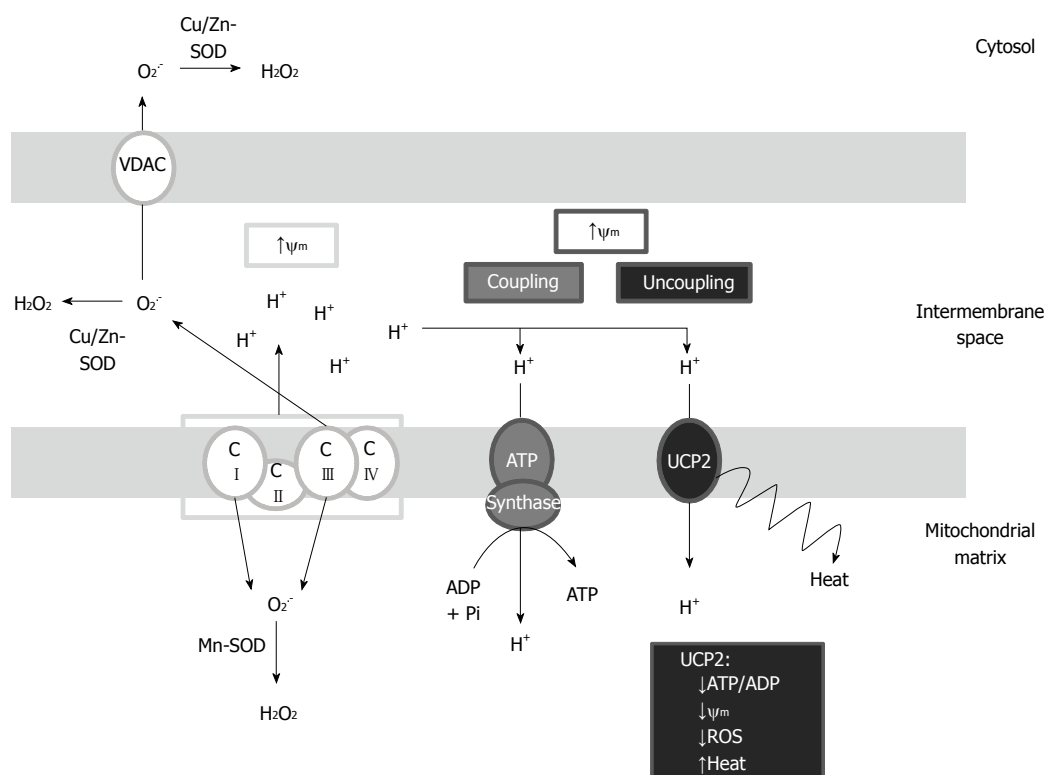 Cu/Zn-
SOD
Cytosol
O₂·⁻
H₂O₂
VDAC
↑ψm
↑ψm
Coupling
Uncoupling
H⁺
H₂O₂
O₂·⁻
H⁺
Intermembrane
space
Cu/Zn-
SOD
H⁺
H⁺
H⁺
H⁺
H⁺
C
I
C
II
C
III
C
IV
ATP
Synthase
UCP2
Mitochondrial
matrix
Heat
ADP
+ Pi
ATP
O₂·⁻
H⁺
Mn-SOD
H⁺
H₂O₂
UCP2:
↓ATP/ADP
↓ψm
↓ROS
↑Heat